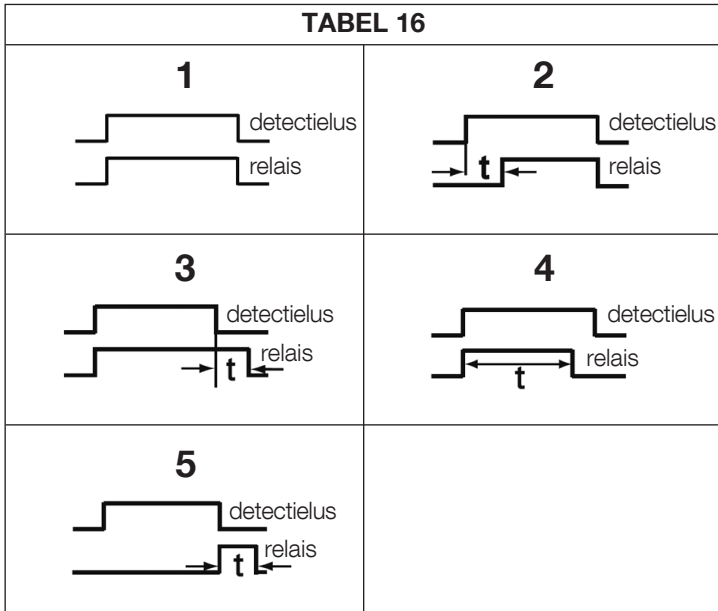 TABEL 16
1
detectielus
relais
2
detectielus
t
relais
3
detectielus
relais
t
4
detectielus
relais
t
5
detectielus
relais
t